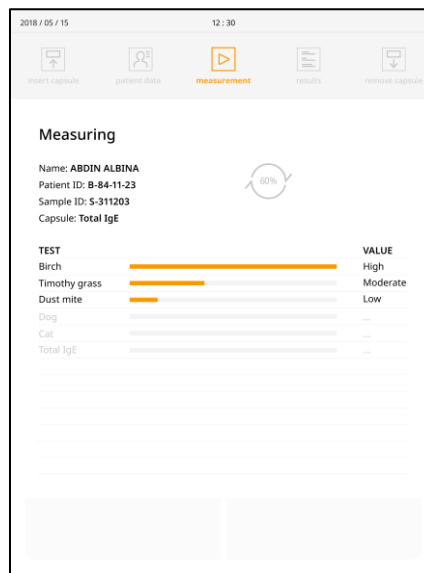 2018 / 05 / 15 12 : 30
insert capsule patient data measurement results remove capsule
Measuring
Name: ABDIN ALBINA
Patient ID: B-84-11-23
60%
Sample ID: S-311203
Capsule: Total IgE
TEST VALUE
Birch High
Timothy grass Moderate
Dust mite Low
Dog ...
Cat ...
Total IgE ...